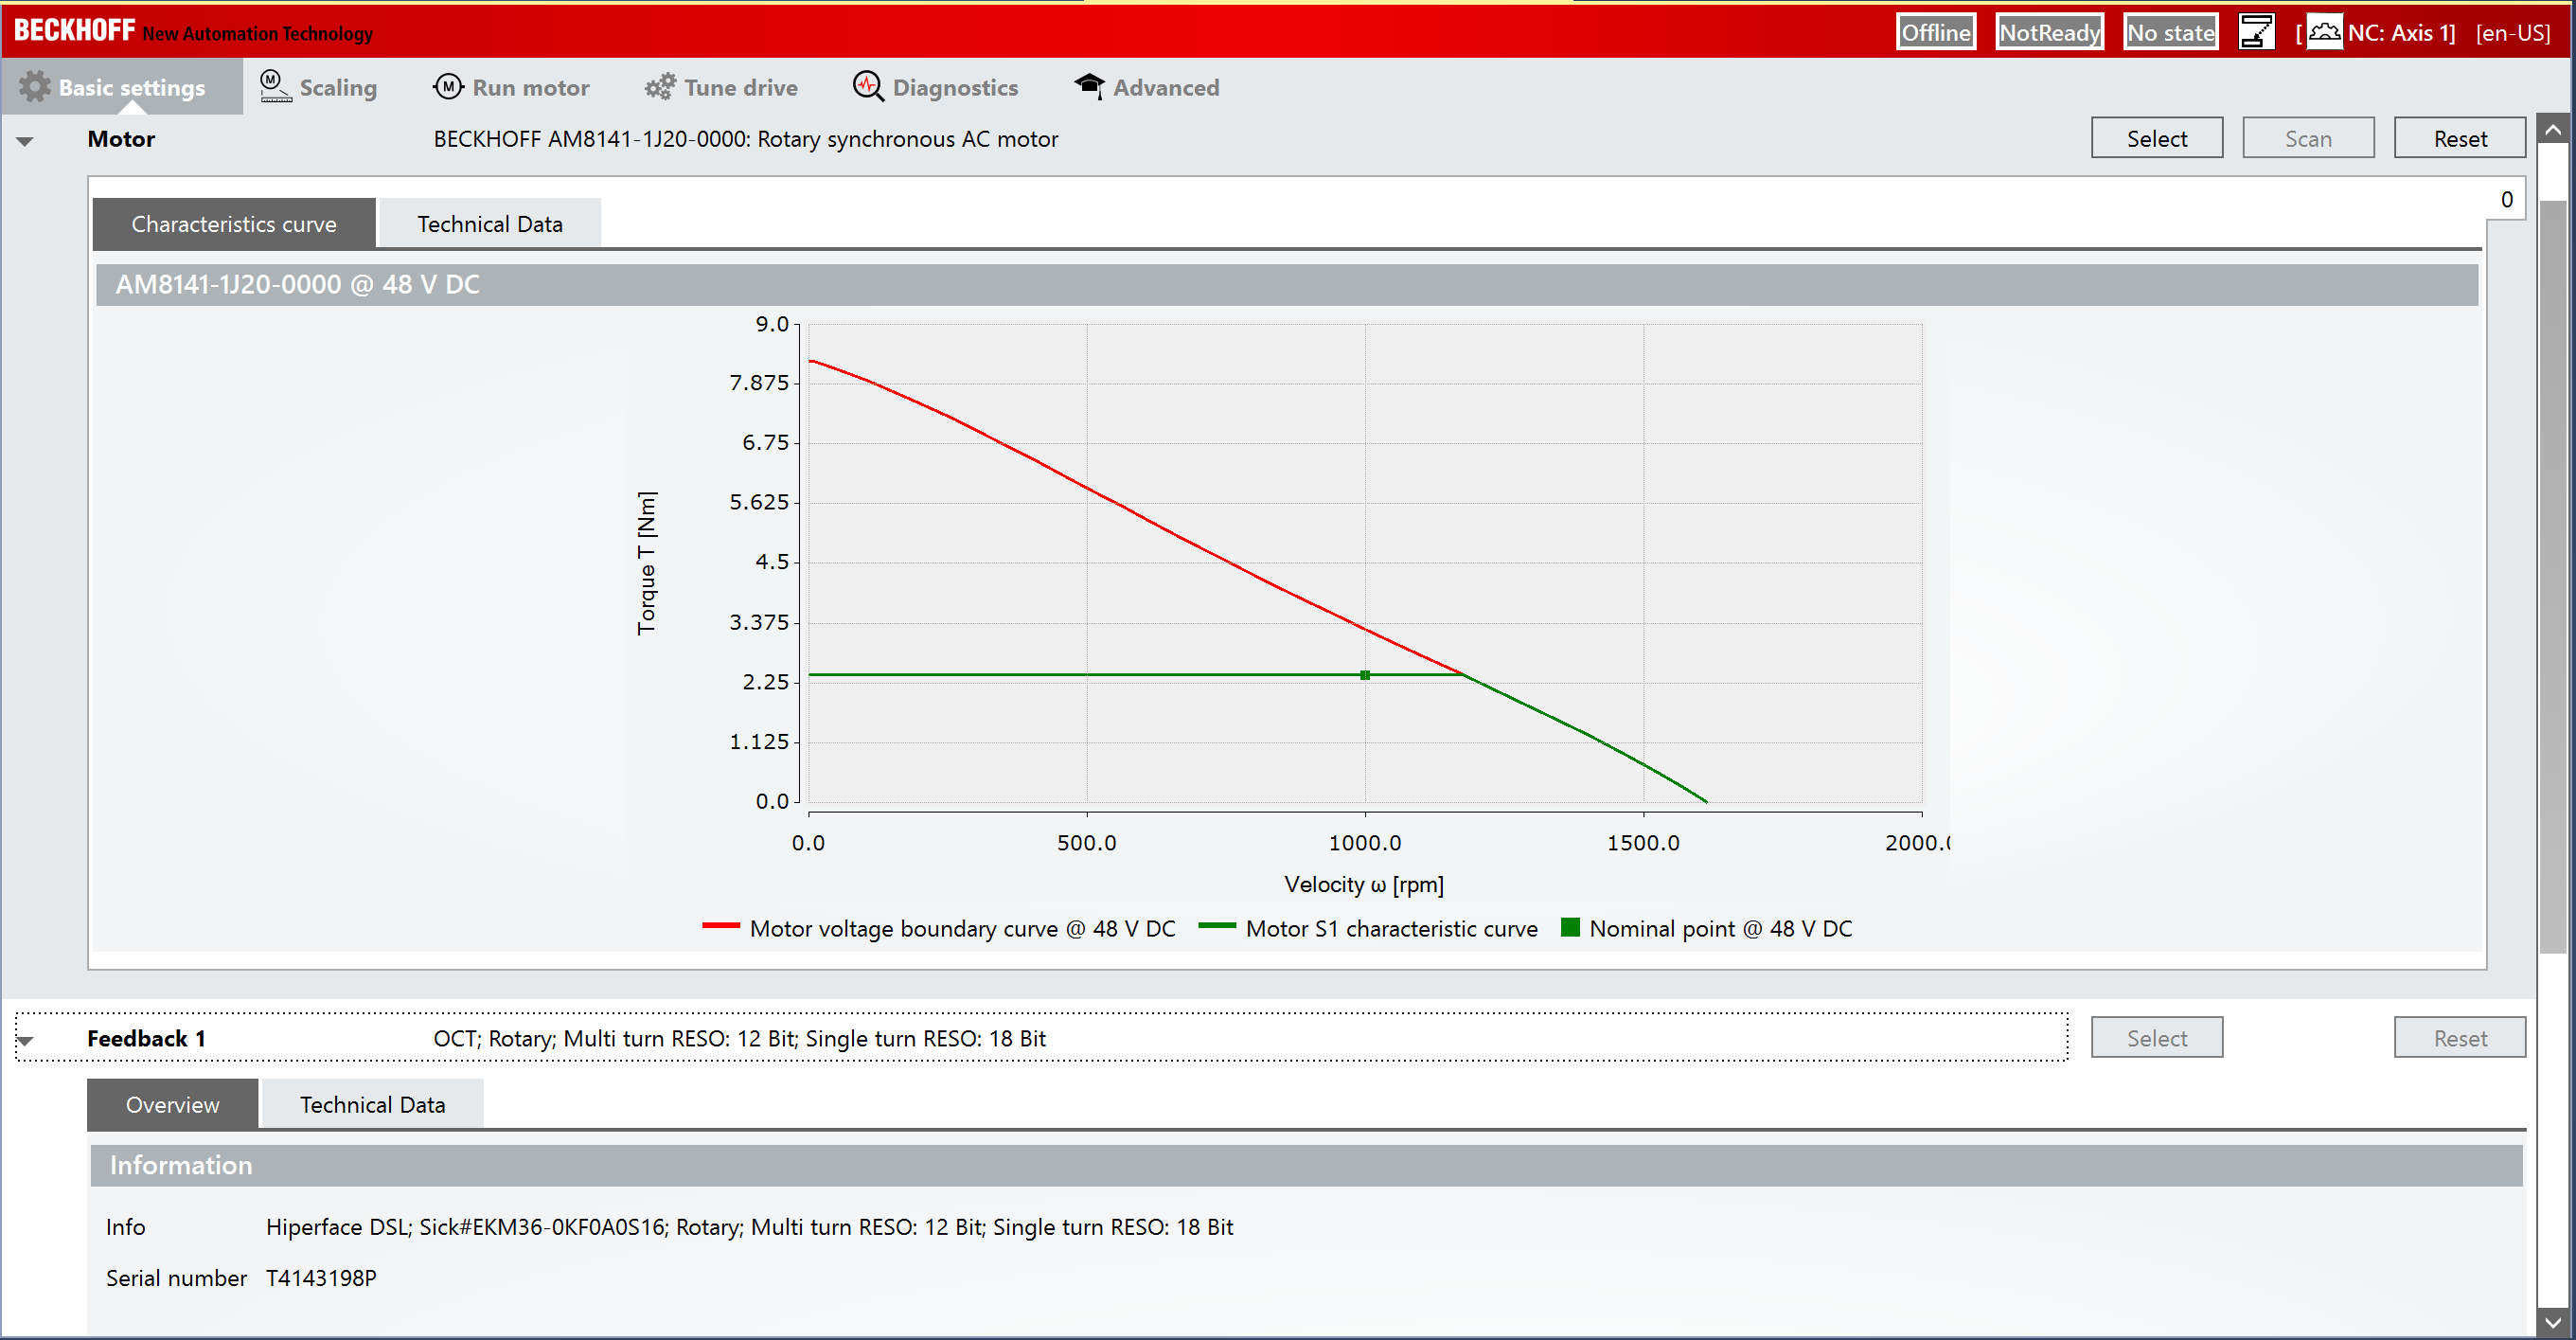 BECKHOFF New Automation Technology Offline NotReady No state [ NC: Axis 1] [en-US]
Basic settings Scaling Run motor Tune drive Diagnostics Advanced
Motor BECKHOFF AM8141-1J20-0000: Rotary synchronous AC motor Select Scan Reset
0
Characteristics curve Technical Data
AM8141-1J20-0000 @ 48 V DC
Torque T [Nm]
9.0
7.875
6.75
5.625
4.5
3.375
2.25
1.125
0.0
0.0 500.0 1000.0 1500.0 2000.0
Velocity ω [rpm]
Motor voltage boundary curve @ 48 V DC Motor S1 characteristic curve Nominal point @ 48 V DC
Feedback 1 OCT; Rotary; Multi turn RESO: 12 Bit; Single turn RESO: 18 Bit Select Reset
Overview Technical Data
Information
Info Hiperface DSL; Sick#EKM36-0KF0A0S16; Rotary; Multi turn RESO: 12 Bit; Single turn RESO: 18 Bit
Serial number T4143198P